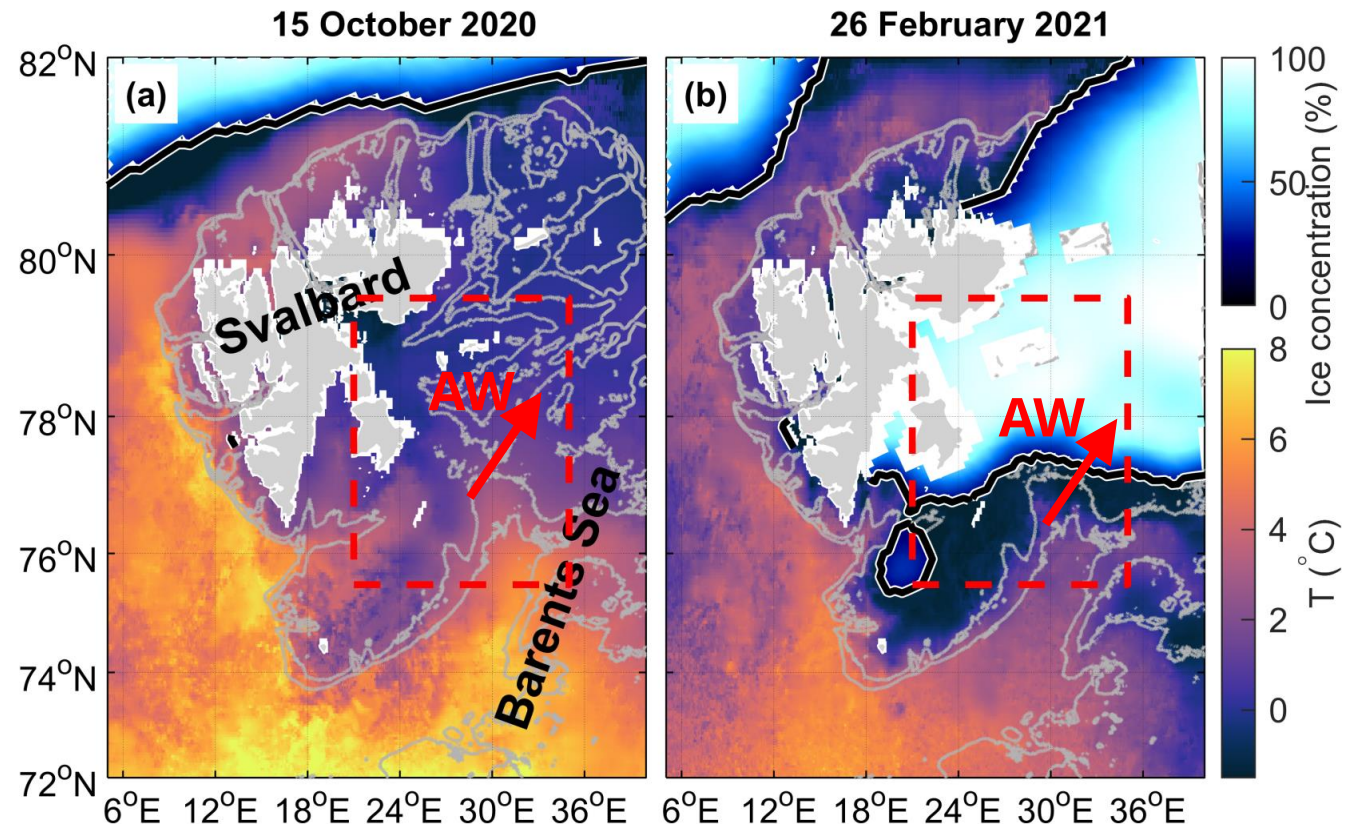 15 October 2020
26 February 2021
(a)
(b)
82°N
80°N
78°N
76°N
74°N
72°N
Svalbard
AW
Barents Sea
AW
6°E 12°E 18°E 24°E 30°E 36°E
6°E 12°E 18°E 24°E 30°E 36°E
100
50
0
Ice concentration (%)
8
6
4
2
0
T (°C)